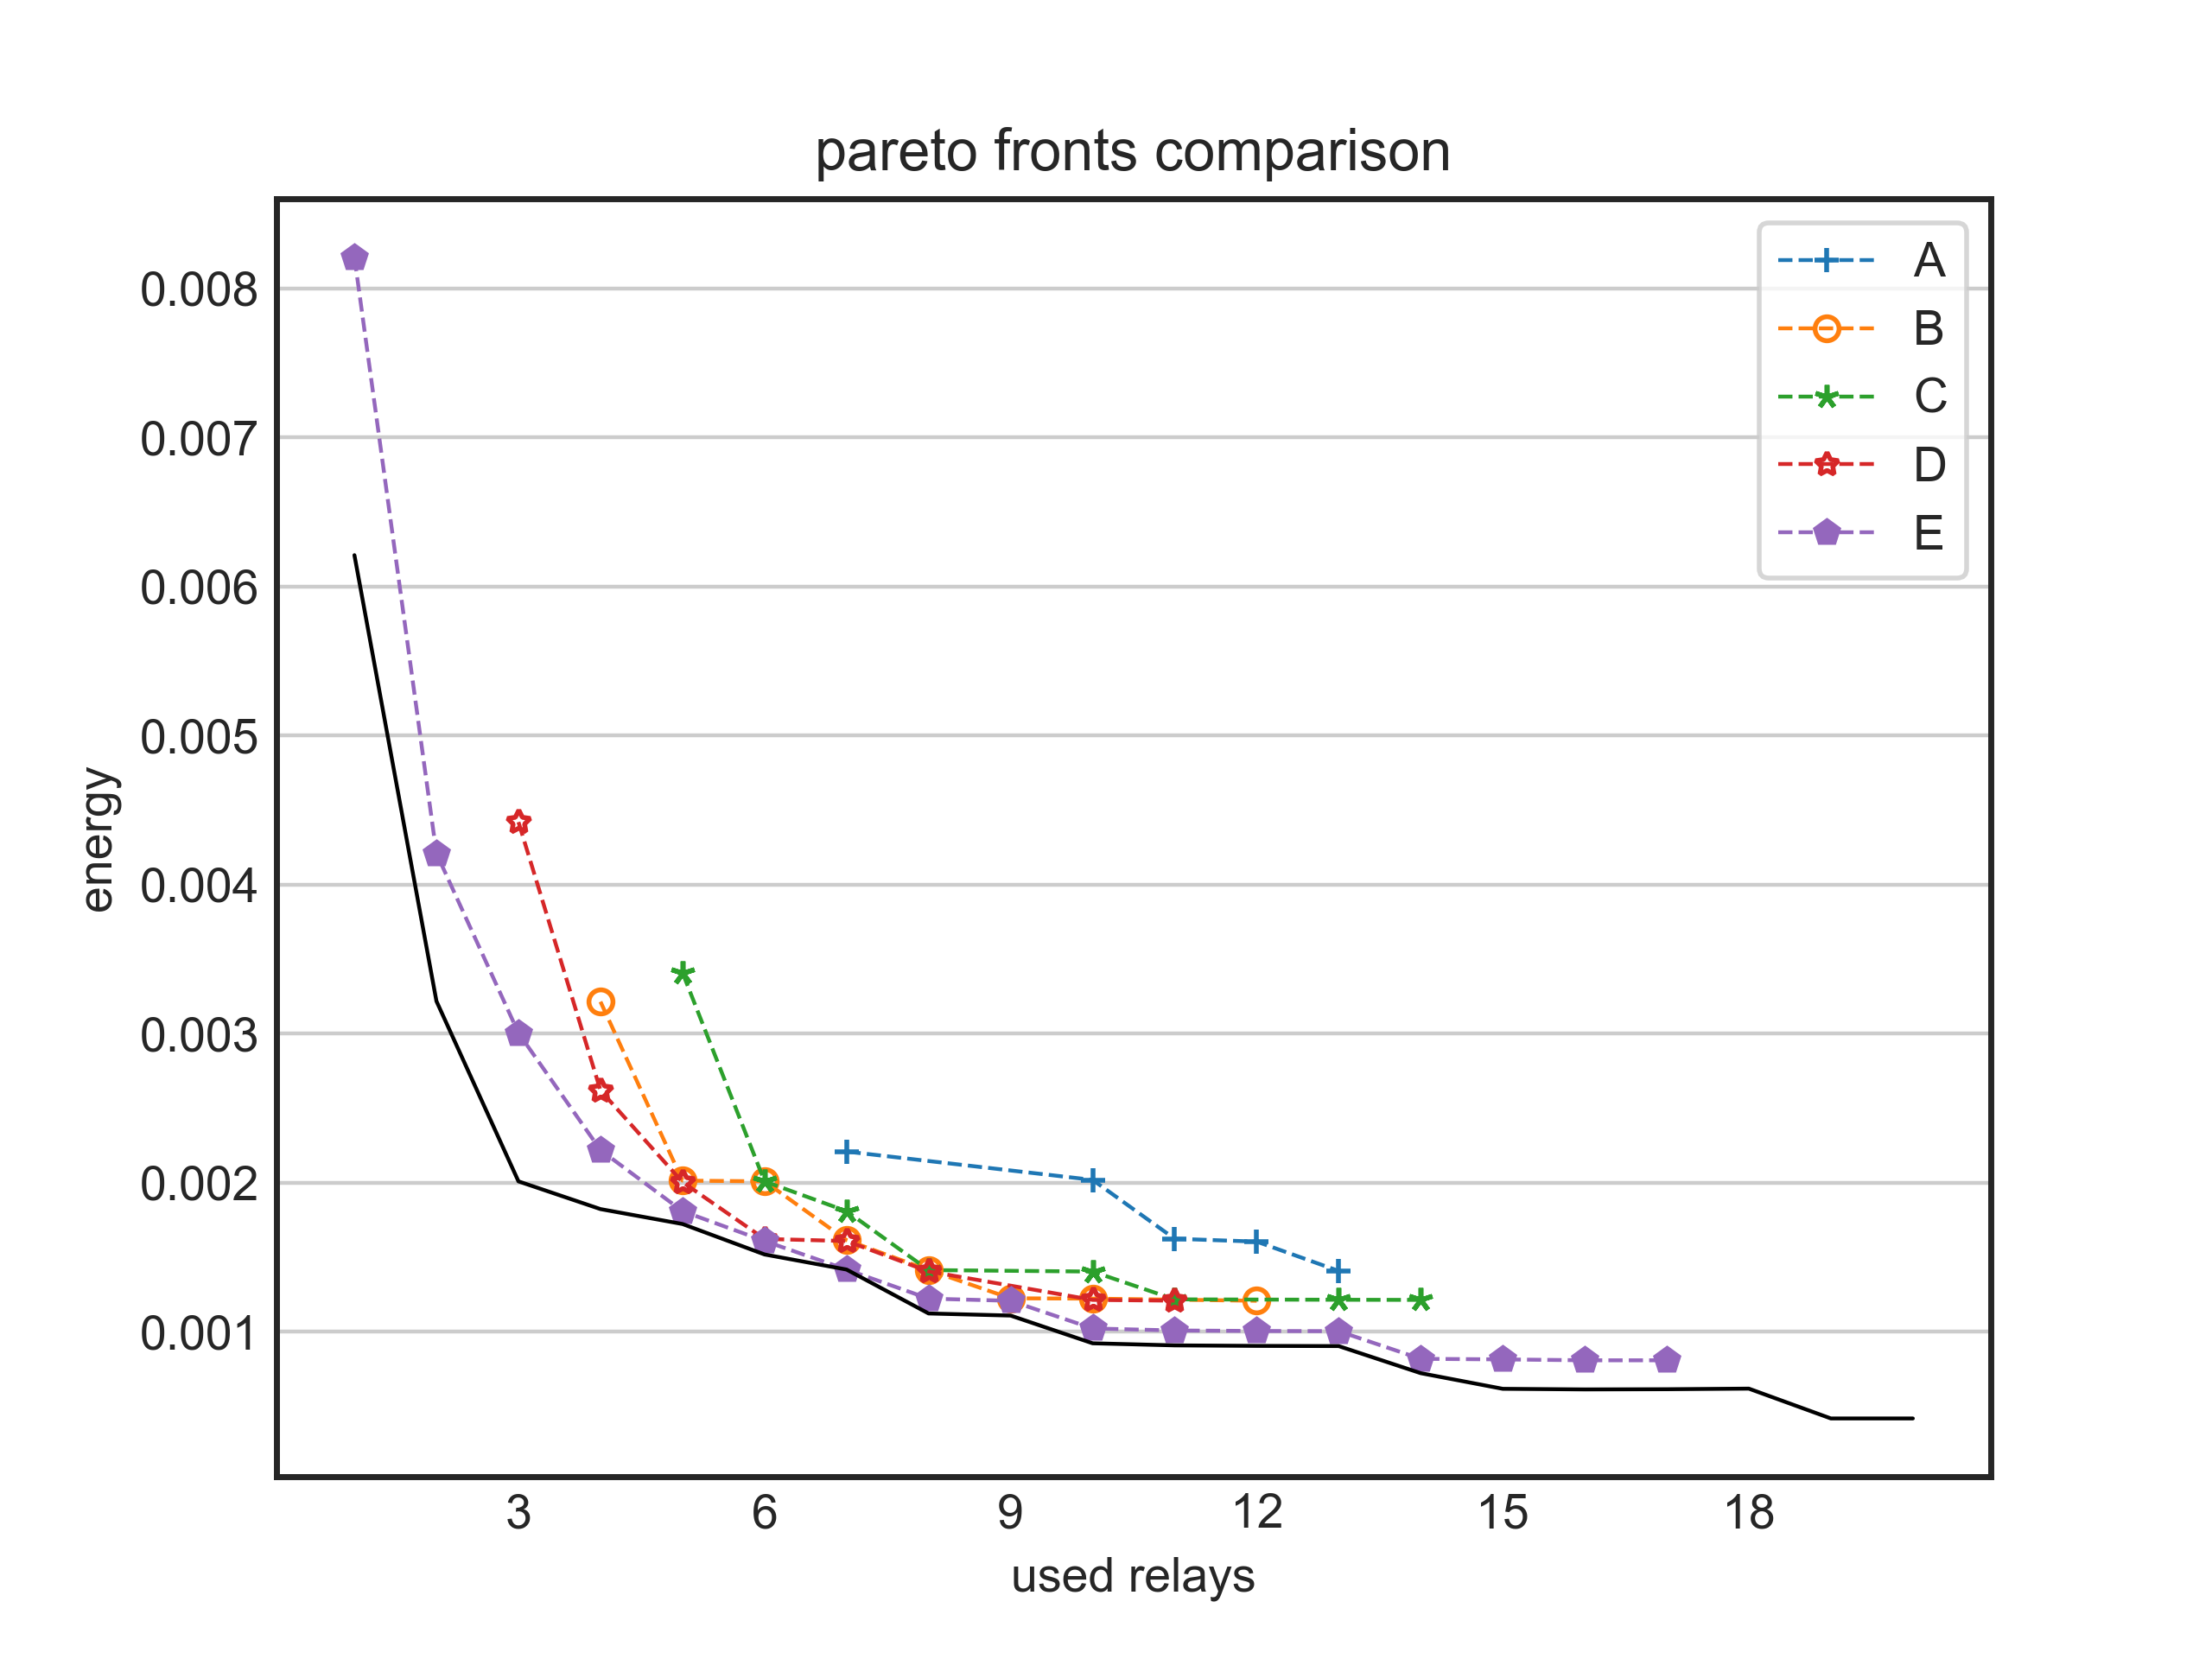 pareto fronts comparison
A
B
C
D
E
0.008
0.007
0.006
0.005
0.004
0.003
0.002
0.001
energy
3 6 9 12 15 18
used relays